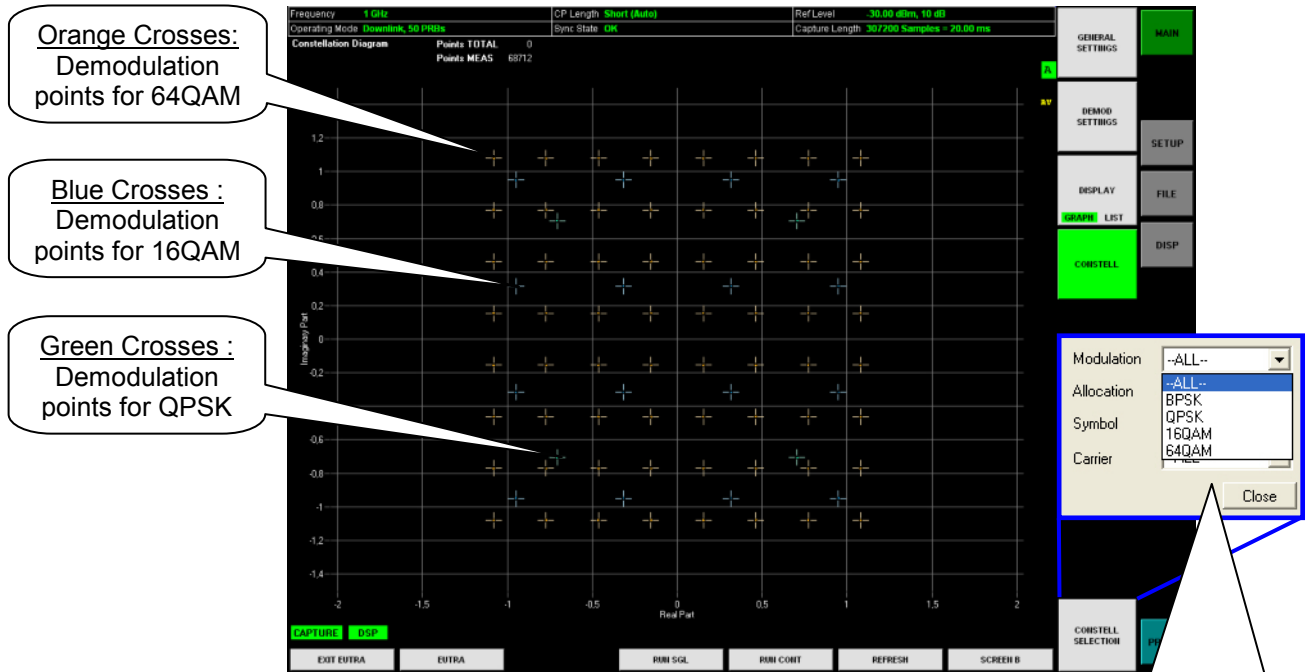 Orange Crosses:
Demodulation
points for 64QAM
Blue Crosses :
Demodulation
points for 16QAM
Green Crosses :
Demodulation
points for QPSK
Frequency 1 GHz CP Length Short (Auto) Ref Level -30.00 dBm, 10 dB
Operating Mode Downlink, 50 PRBs Sync State OK Capture Length 307200 Samples = 20.00 ms
Constellation Diagram Points TOTAL 0
Points MEAS 68712
A
AV
1,2
1
0,8
0,6
0,4
0,2
0
-0,2
-0,4
-0,6
-0,8
-1
-1,2
-1,4
Imaginary Part
-2 -1,5 -1 -0,5 0 0,5 1 1,5 2
Real Part
CAPTURE DSP
EXIT EUTRA EUTRA RUN SGL RUN CONT REFRESH SCREEN B
GENERAL
SETTINGS
DEMOD
SETTINGS
DISPLAY
GRAPH LIST
CONSTELL
MAIN
SETUP
FILE
DISP
Modulation --ALL--
--ALL--
BPSK
QPSK
16QAM
64QAM
Allocation
Symbol
Carrier
Close
CONSTELL
SELECTION